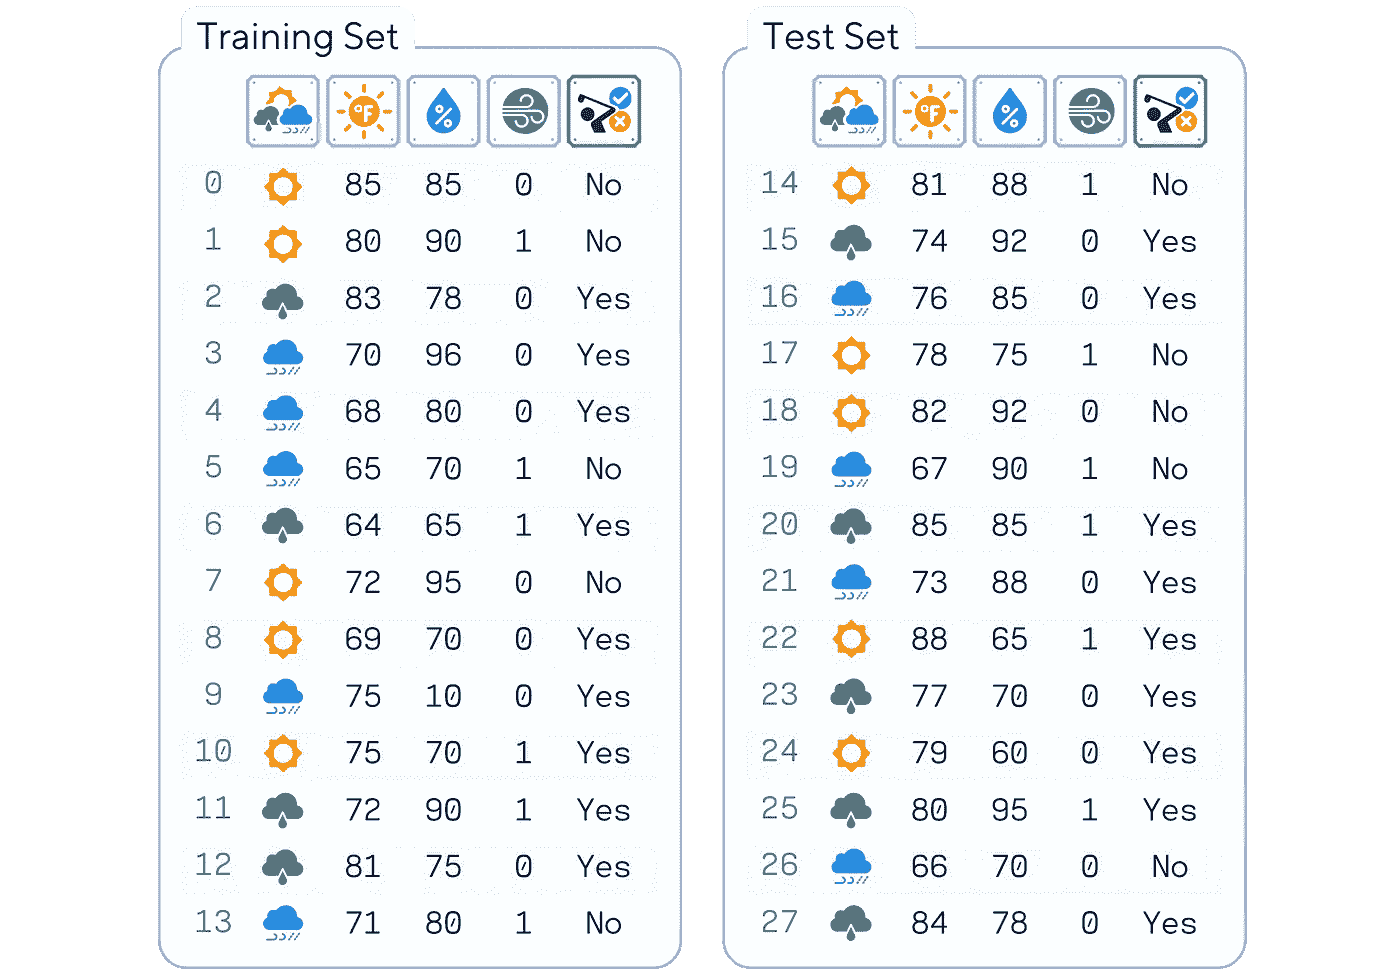 Training Set
Test Set
°F
%
°F
%
0 85 85 0 No
1 80 90 1 No
2 83 78 0 Yes
3 70 96 0 Yes
4 68 80 0 Yes
5 65 70 1 No
6 64 65 1 Yes
7 72 95 0 No
8 69 70 0 Yes
9 75 10 0 Yes
10 75 70 1 Yes
11 72 90 1 Yes
12 81 75 0 Yes
13 71 80 1 No
14 81 88 1 No
15 74 92 0 Yes
16 76 85 0 Yes
17 78 75 1 No
18 82 92 0 No
19 67 90 1 No
20 85 85 1 Yes
21 73 88 0 Yes
22 88 65 1 Yes
23 77 70 0 Yes
24 79 60 0 Yes
25 80 95 1 Yes
26 66 70 0 No
27 84 78 0 Yes